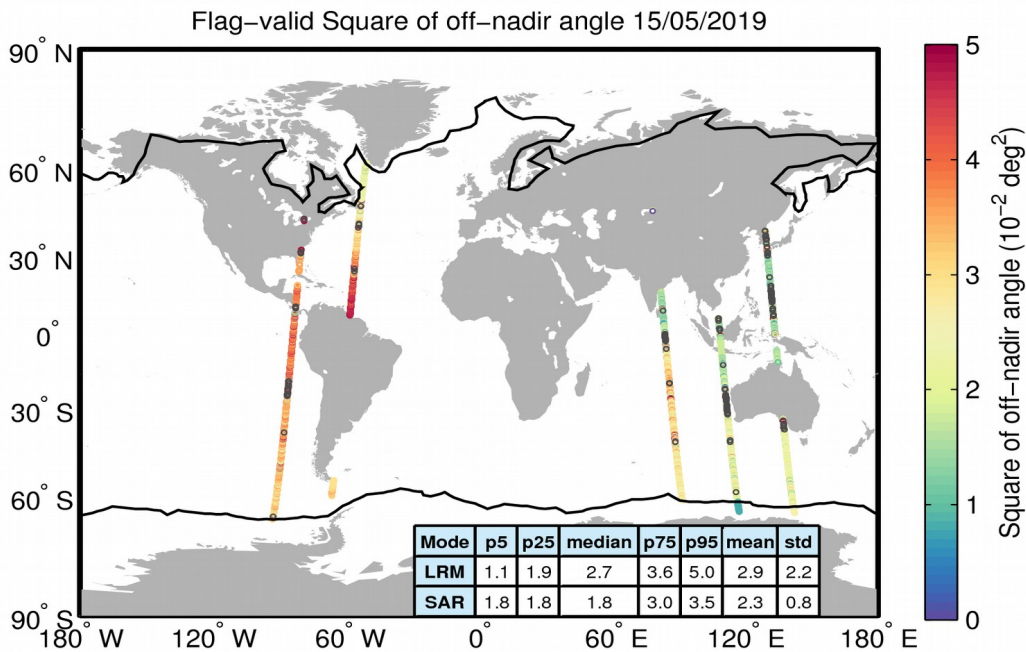 Flag−valid Square of off−nadir angle 15/05/2019
90° N
60° N
30° N
0°
30° S
60° S
90° S
180° W 120° W 60° W 0° 60° E 120° E 180° E
Mode p5 p25 median p75 p95 mean std
LRM 1.1 1.9 2.7 3.6 5.0 2.9 2.2
SAR 1.8 1.8 1.8 3.0 3.5 2.3 0.8
5
4
3
2
1
0
Square of off−nadir angle (10⁻² deg²)